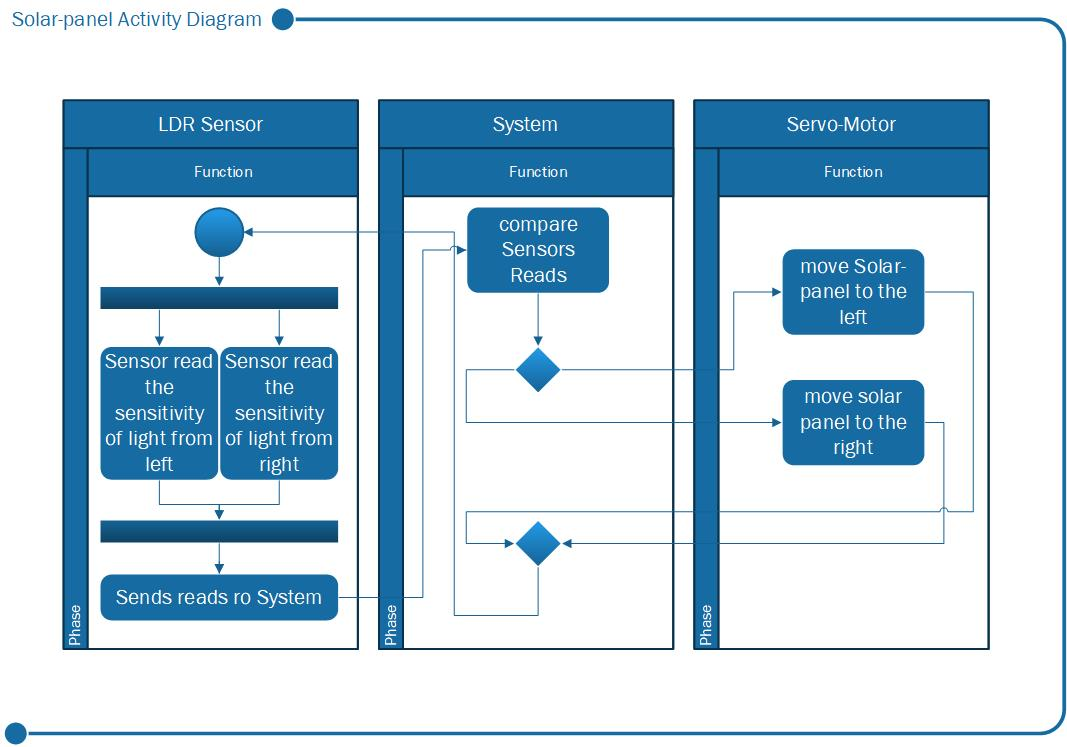 Solar-panel Activity Diagram
LDR Sensor
Function
Phase
Sensor read
the
sensitivity
of light from
left
Sensor read
the
sensitivity
of light from
right
Sends reads ro System
System
Function
Phase
compare
Sensors
Reads
Servo-Motor
Function
Phase
move Solar-
panel to the
left
move solar
panel to the
right